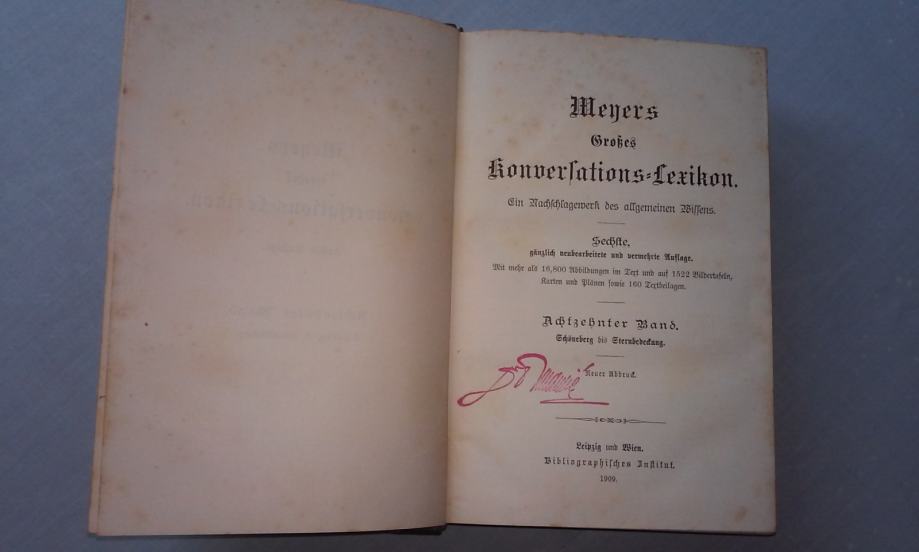 Meyers
Großes
Konversations-Lexikon.
Ein Nachschlagewerk des allgemeinen Wissens.
Sechste,
gänzlich neubearbeitete und vermehrte Auflage.
Mit mehr als 16,800 Abbildungen im Text und auf 1522 Bildertafeln,
Karten und Plänen sowie 160 Textbeilagen.
Achtzehnter Band.
Schöneberg bis Sternbedeckung.
Neuer Abdruck.
Leipzig und Wien.
Bibliographisches Institut.
1909.